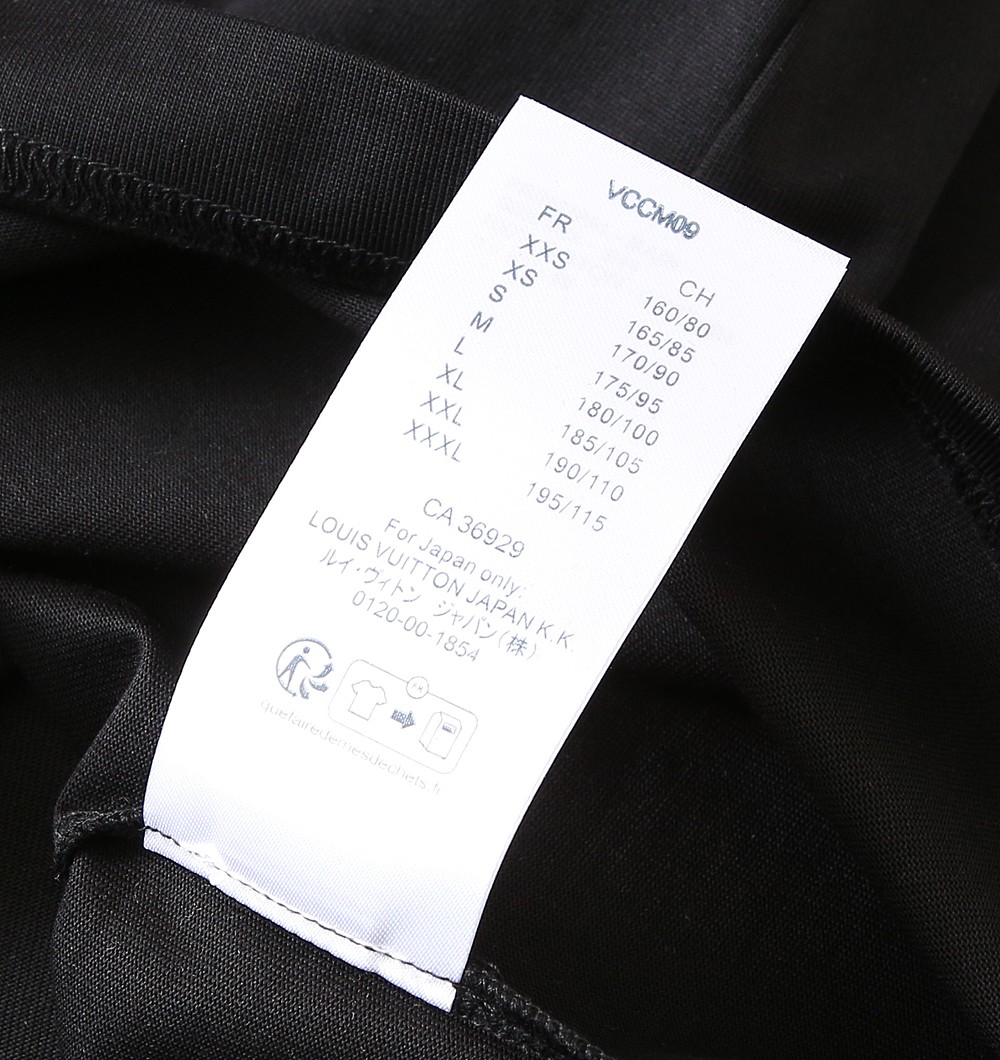 VCCM09
FR CH
XXS 160/80
XS 165/85
S 170/90
M 175/95
L 180/100
XL 185/105
XXL 190/110
XXXL 195/115
CA 36929
For Japan only:
LOUIS VUITTON JAPAN K.K.
ルイ・ヴィトン ジャパン(株)
0120-00-1854
FR
quefairedemesdechets.fr